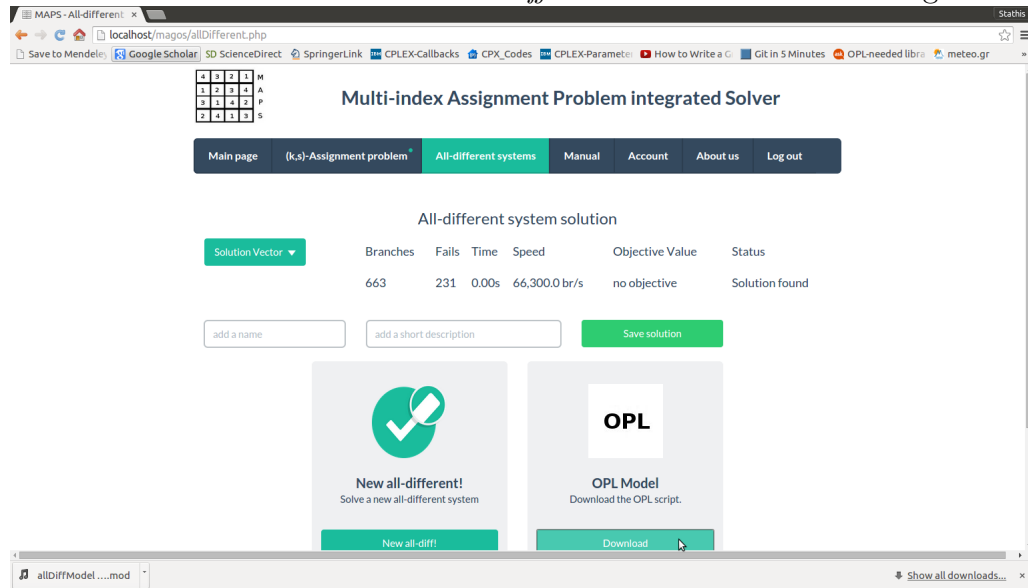 ff
MAPS - All-different ×
Stathis
localhost/magos/allDifferent.php
Save to Mendeley Google Scholar SD ScienceDirect SpringerLink CPLEX-Callbacks CPX_Codes CPLEX-Parameter How to Write a G Git in 5 Minutes OPL-needed libra meteo.gr »
4 3 2 1 M
1 2 3 4 A
3 1 4 2 P
2 4 1 3 S
Multi-index Assignment Problem integrated Solver
Main page (k,s)-Assignment problem* All-different systems Manual Account About us Log out
All-different system solution
Solution Vector Branches Fails Time Speed Objective Value Status
663 231 0.00s 66,300.0 br/s no objective Solution found
add a name add a short description Save solution
OPL
New all-different! OPL Model
Solve a new all-different system Download the OPL script.
New all-diff! Download
allDiffModel ....mod Show all downloads... ×